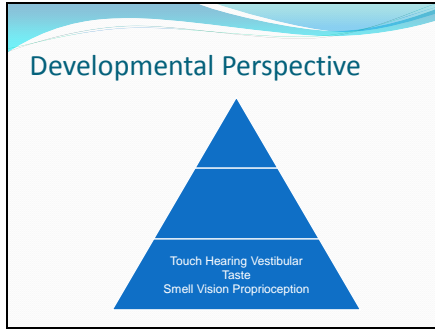 Developmental Perspective
Touch Hearing Vestibular
Taste
Smell Vision Proprioception